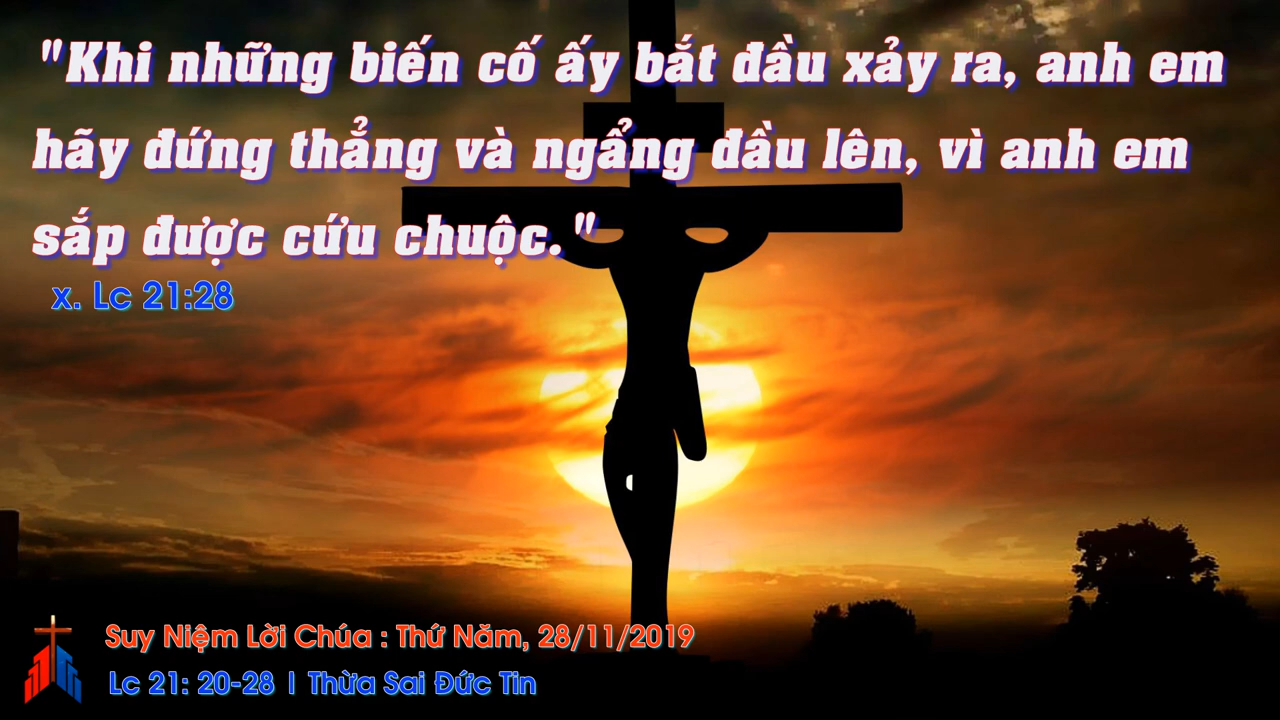 "Khi những biến cố ấy bắt đầu xảy ra, anh em
hãy đứng thẳng và ngẩng đầu lên, vì anh em
sắp được cứu chuộc."
x. Lc 21:28
Suy Niệm Lời Chúa : Thứ Năm, 28/11/2019
Lc 21: 20-28 | Thừa Sai Đức Tin